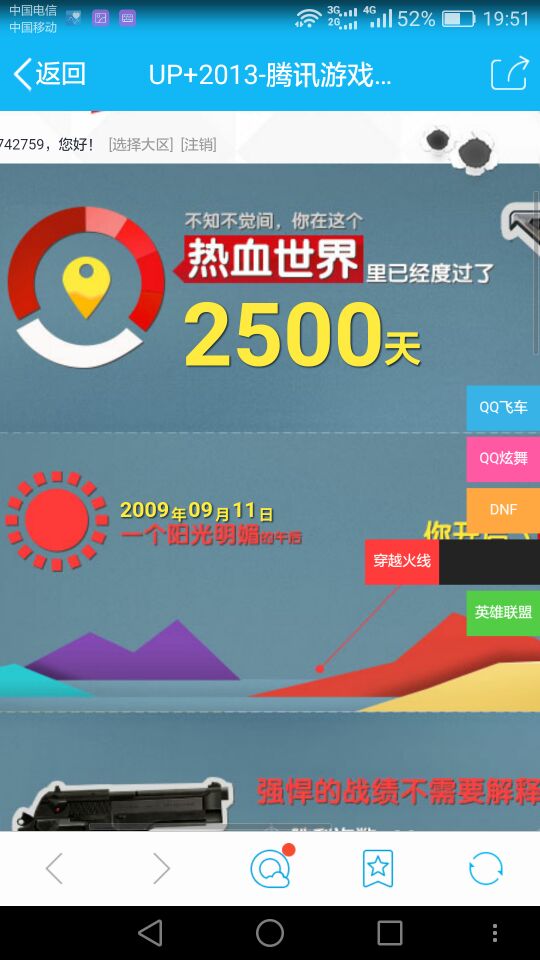 中国电信
中国移动
3G
2G
4G
52%
19:51
返回
UP+2013-腾讯游戏...
742759，您好！ [选择大区] [注销]
不知不觉间，你在这个
热血世界里已经度过了
2500天
QQ飞车
QQ炫舞
DNF
2009年09月11日
一个阳光明媚的午后
穿越火线
英雄联盟
强悍的战绩不需要解释